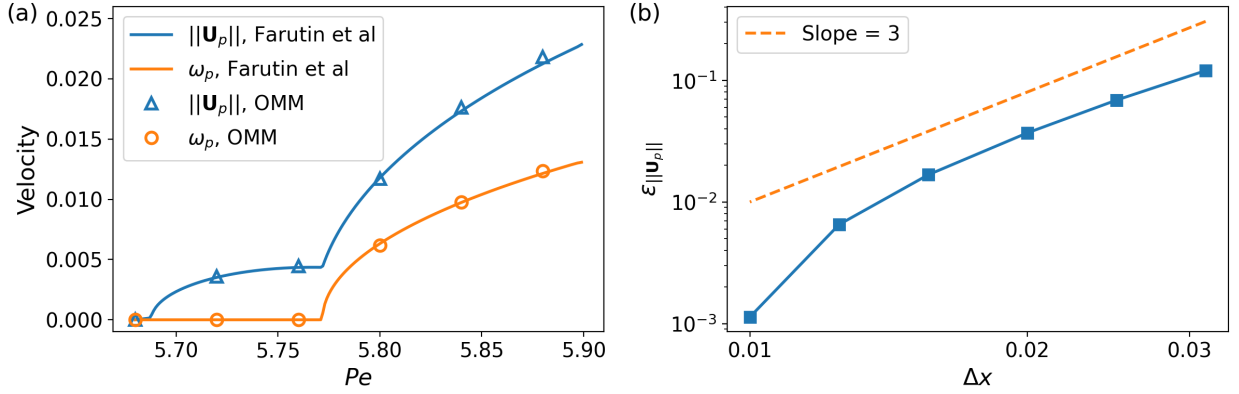 (a)
0.025
0.020
0.015
0.010
0.005
0.000
Velocity
||U_p||, Farutin et al
ω_p, Farutin et al
||U_p||, OMM
ω_p, OMM
5.70
5.75
5.80
5.85
5.90
Pe
(b)
10^{-1}
10^{-2}
10^{-3}
ε_{||U_p||}
Slope = 3
0.01
0.02
0.03
Δx